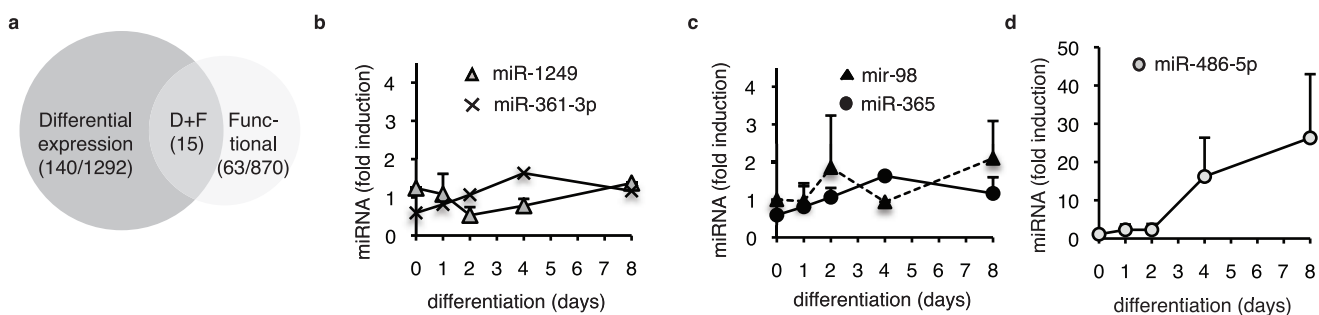 a
Differential
expression
(140/1292)
D+F
(15)
Func-
tional
(63/870)
b
miRNA (fold induction)
4
3
2
1
0
miR-1249
miR-361-3p
0 1 2 3 4 5 6 7 8
differentiation (days)
c
miRNA (fold induction)
4
3
2
1
0
mir-98
miR-365
0 1 2 3 4 5 6 7 8
differentiation (days)
d
miRNA (fold induction)
50
40
30
20
10
0
miR-486-5p
0 1 2 3 4 5 6 7 8
differentiation (days)